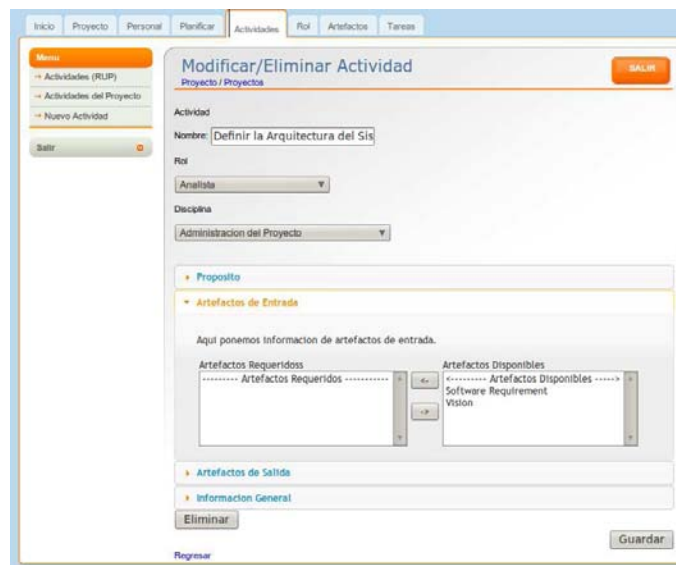 Inicio Proyecto Personal Planificar Actividades Rol Artefactos Tareas
Menu
Actividades (RUP)
Actividades del Proyecto
Nuevo Actividad
Salir
Modificar/Eliminar Actividad
SALIR
Proyecto / Proyectos
Actividad
Nombre: Definir la Arquitectura del Sis
Rol
Analista
Disciplina
Administracion del Proyecto
Proposito
Artefactos de Entrada
Aqui ponemos informacion de artefactos de entrada.
Artefactos Requeridoss
--------- Artefactos Requeridos -----------
<-
->
Artefactos Disponibles
<--------- Artefactos Disponibles ----->
Software Requirement
Vision
Artefactos de Salida
Informacion General
Eliminar
Guardar
Regresar